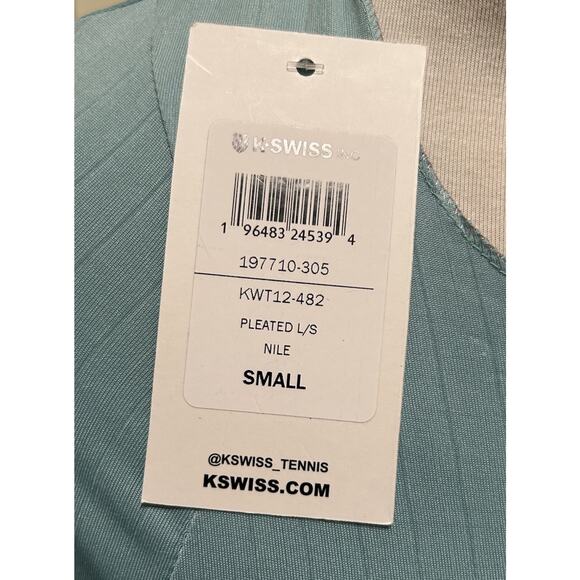 K·SWISS INC
1 96483 24539 4
197710-305
KWT12-482
PLEATED L/S
NILE
SMALL
@KSWISS_TENNIS
KSWISS.COM